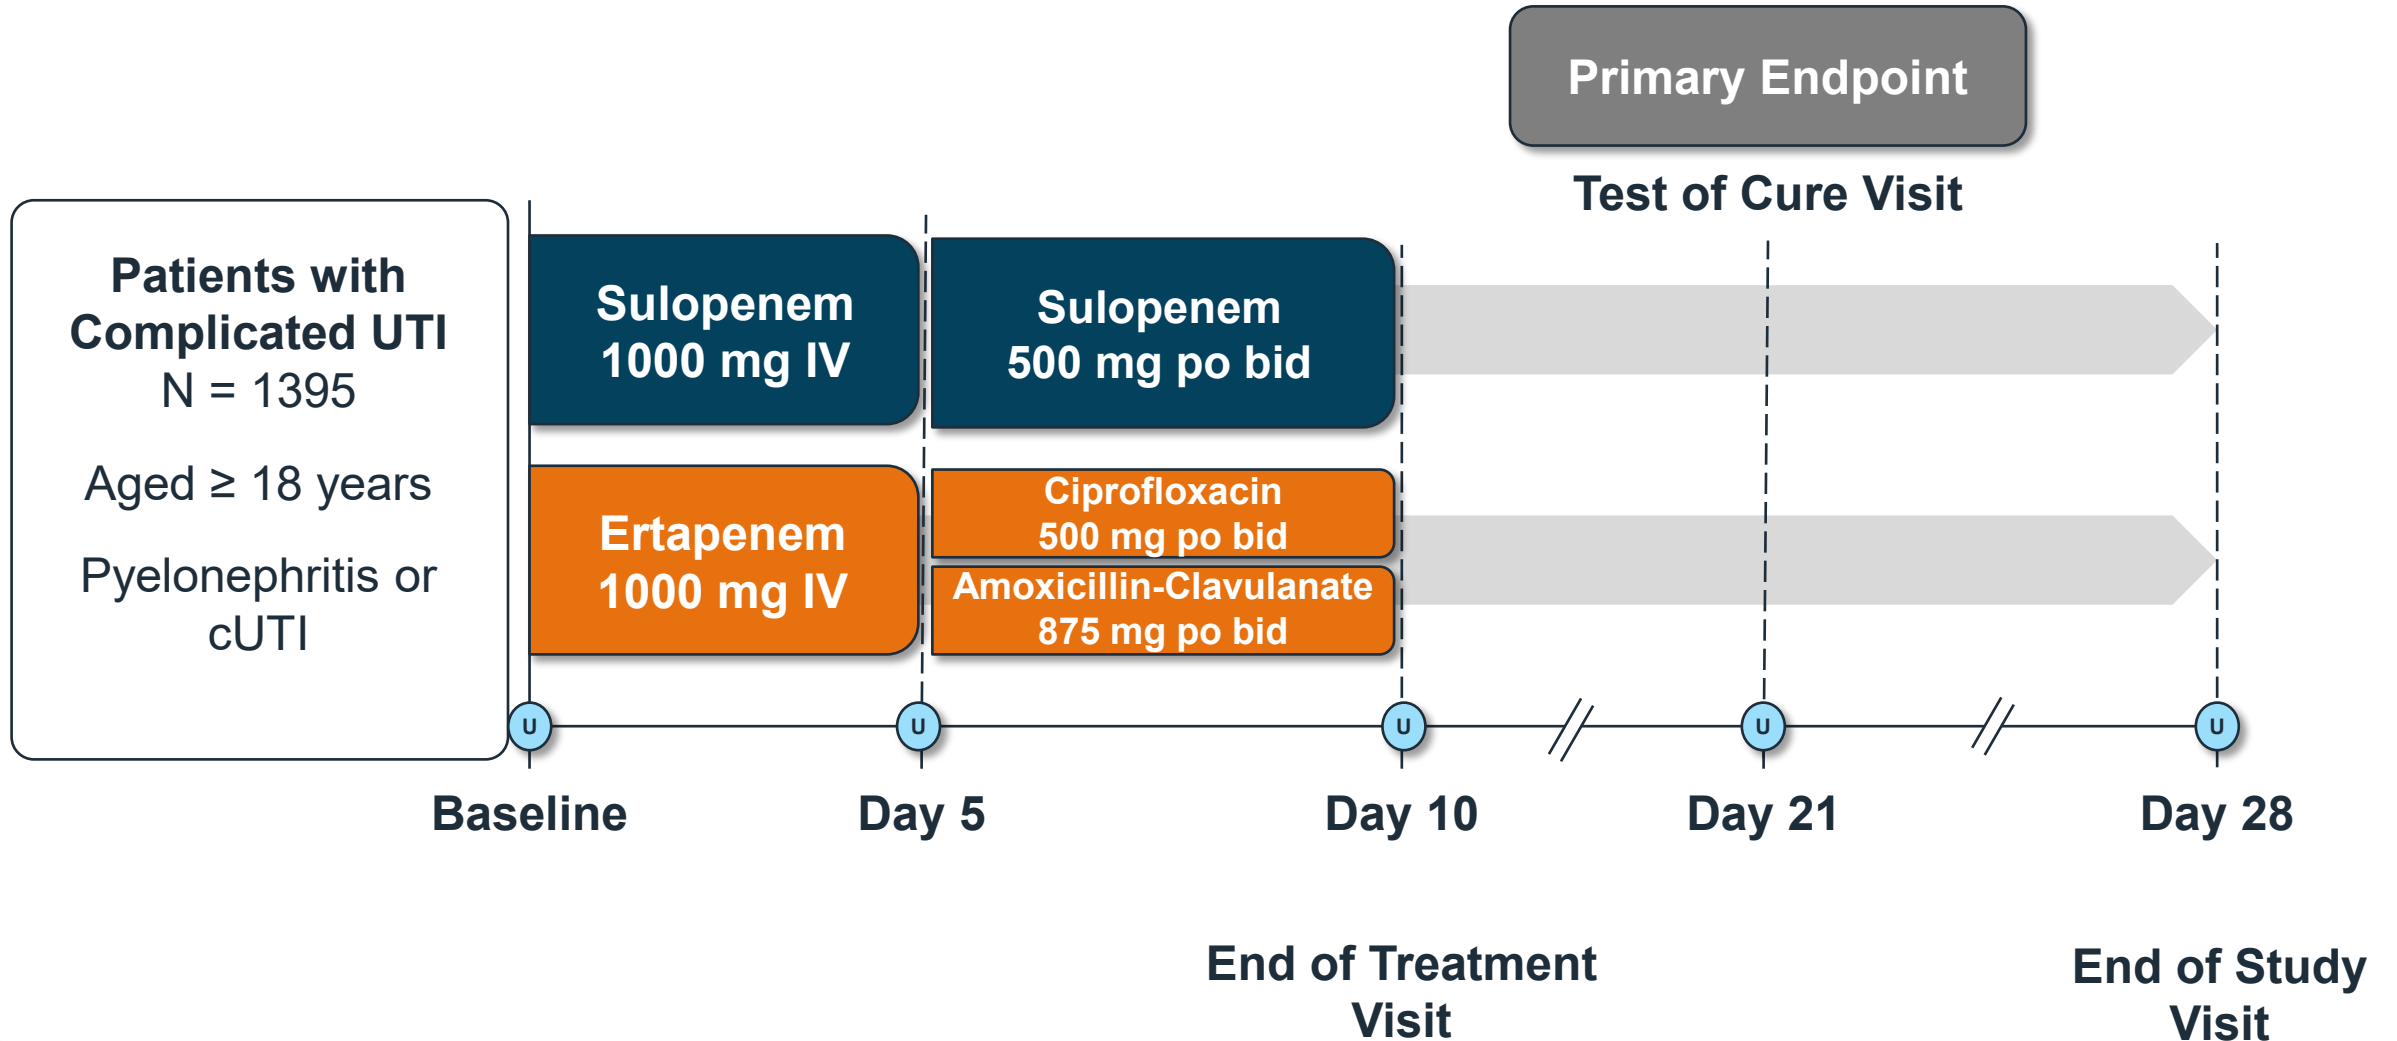 Primary Endpoint
Test of Cure Visit
Patients with
Complicated UTI
N = 1395
Aged ≥ 18 years
Pyelonephritis or
cUTI
Sulopenem
1000 mg IV
Sulopenem
500 mg po bid
Ertapenem
1000 mg IV
Ciprofloxacin
500 mg po bid
Amoxicillin-Clavulanate
875 mg po bid
U
U
U
U
U
Baseline
Day 5
Day 10
Day 21
Day 28
End of Treatment
Visit
End of Study
Visit